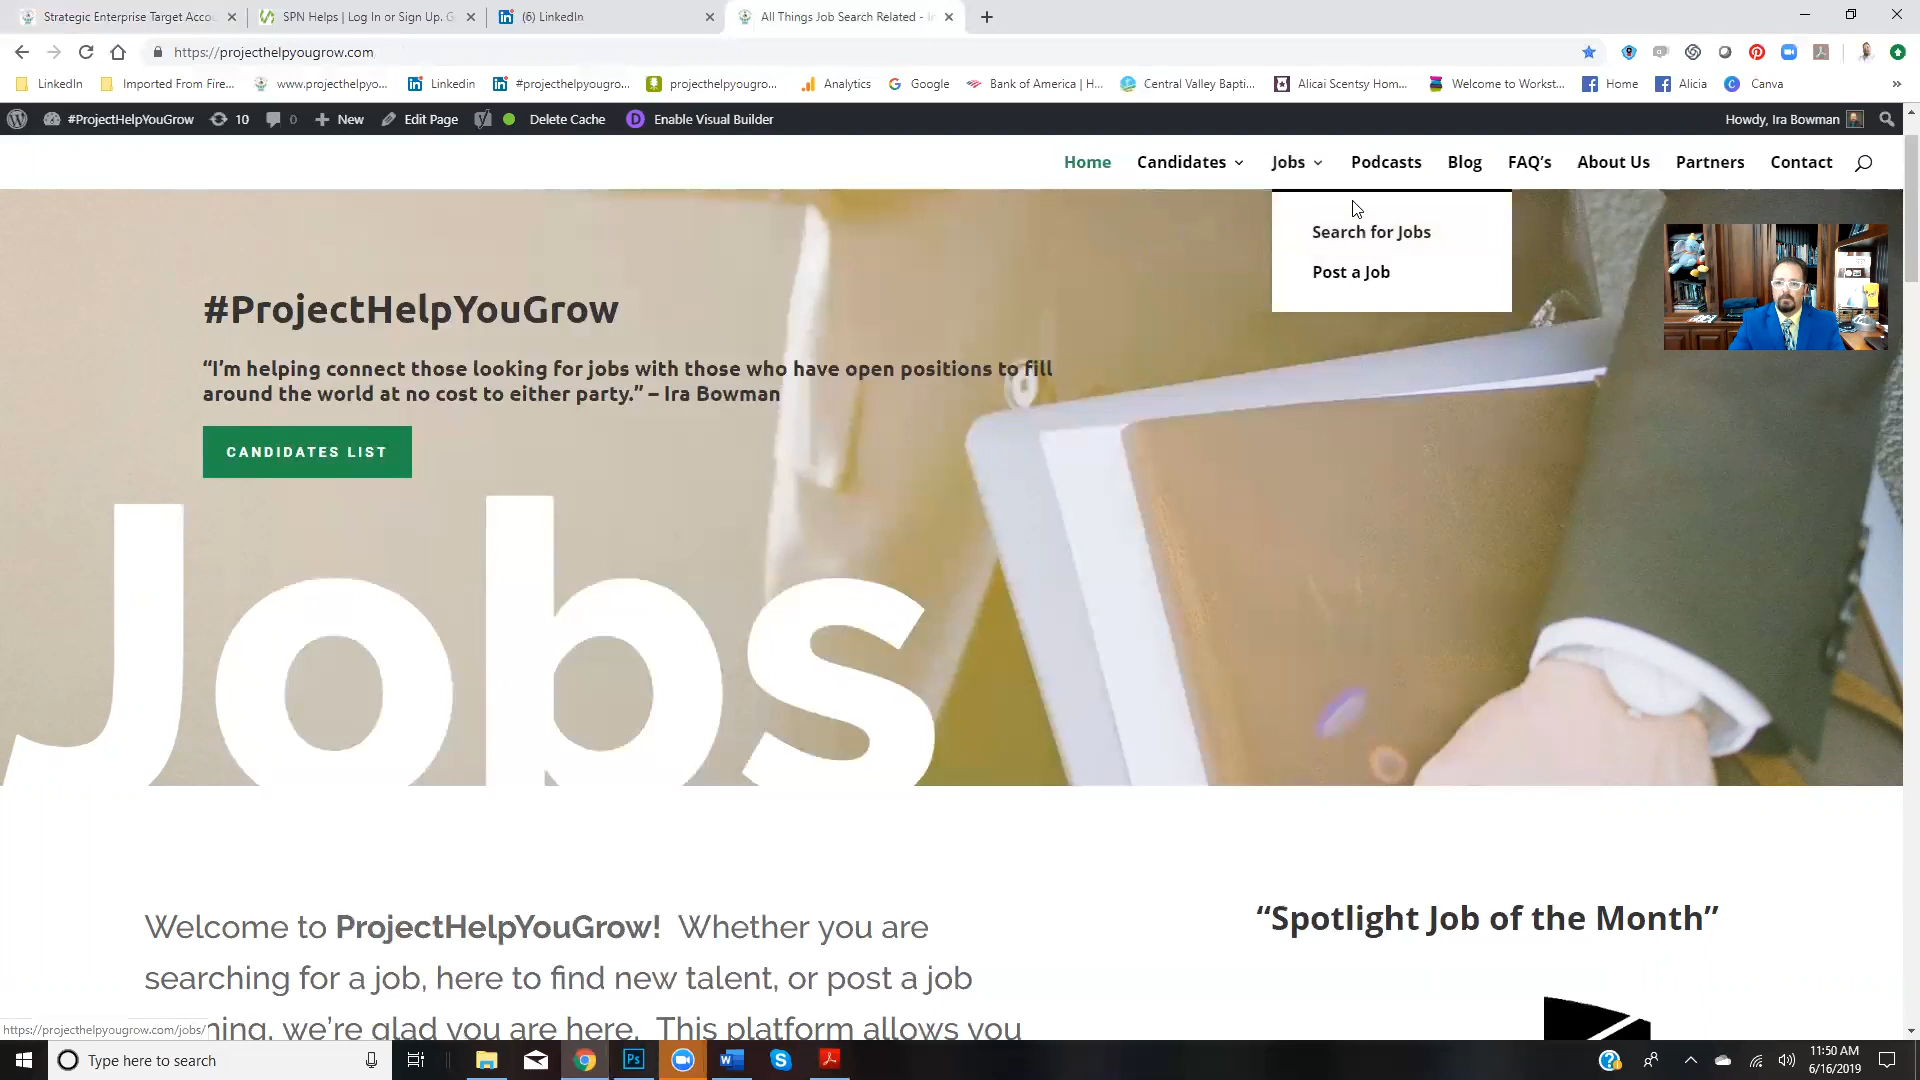 Strategic Enterprise Target Accou
SPN Helps | Log In or Sign Up. G
(6) LinkedIn
All Things Job Search Related - Ir
https://projecthelpyougrow.com
LinkedIn
Imported From Fire...
www.projecthelpyo...
Linkedin
#projecthelpyougro...
projecthelpyougro...
Analytics
Google
Bank of America | H...
Central Valley Bapti...
Alicai Scentsy Hom...
Welcome to Workst...
Home
Alicia
Canva
#ProjectHelpYouGrow
10
0
New
Edit Page
Delete Cache
Enable Visual Builder
Howdy, Ira Bowman
Home
Candidates
Jobs
Podcasts
Blog
FAQ's
About Us
Partners
Contact
Search for Jobs
Post a Job
#ProjectHelpYouGrow
“I’m helping connect those looking for jobs with those who have open positions to fill
around the world at no cost to either party.” – Ira Bowman
CANDIDATES LIST
Jobs
Welcome to ProjectHelpYouGrow! Whether you are
searching for a job, here to find new talent, or post a job
we’re glad you are here. This platform allows you
“Spotlight Job of the Month”
https://projecthelpyougrow.com/jobs/
Type here to search
11:50 AM
6/16/2019